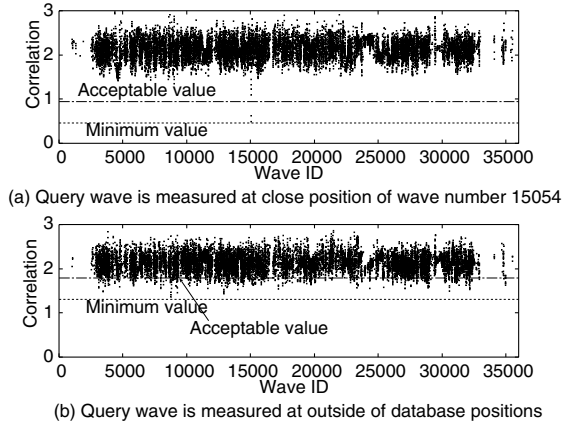 3
2
1
0
Correlation
Acceptable value
Minimum value
0 5000 10000 15000 20000 25000 30000 35000
Wave ID
(a) Query wave is measured at close position of wave number 15054
3
2
1
0
Correlation
Minimum value
Acceptable value
0 5000 10000 15000 20000 25000 30000 35000
Wave ID
(b) Query wave is measured at outside of database positions